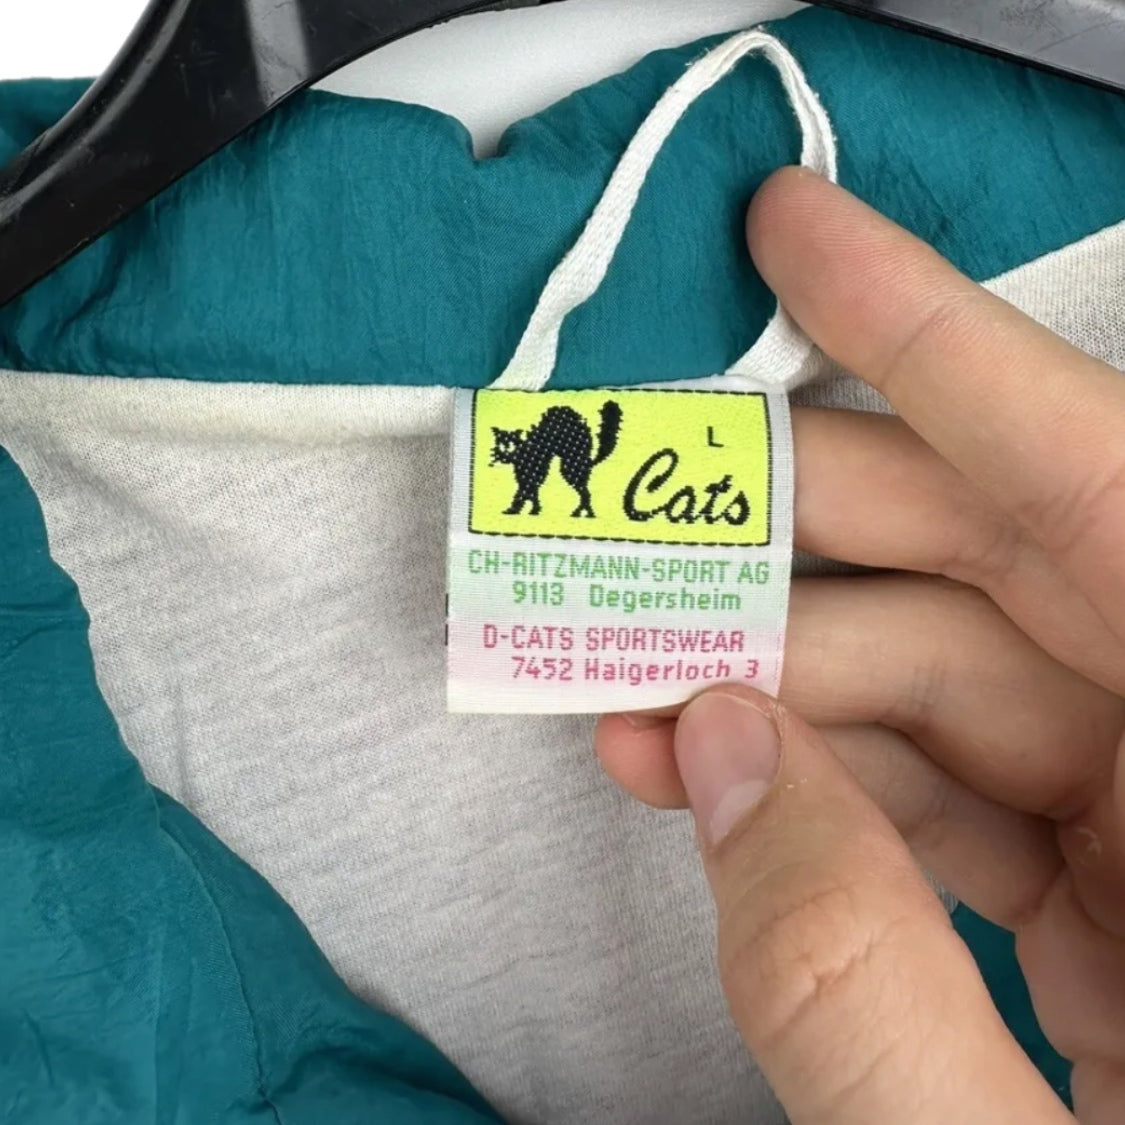 L
Cats
CH-RITZMANN-SPORT AG
9113 Degersheim
D-CATS SPORTSWEAR
7452 Haigerloch 3